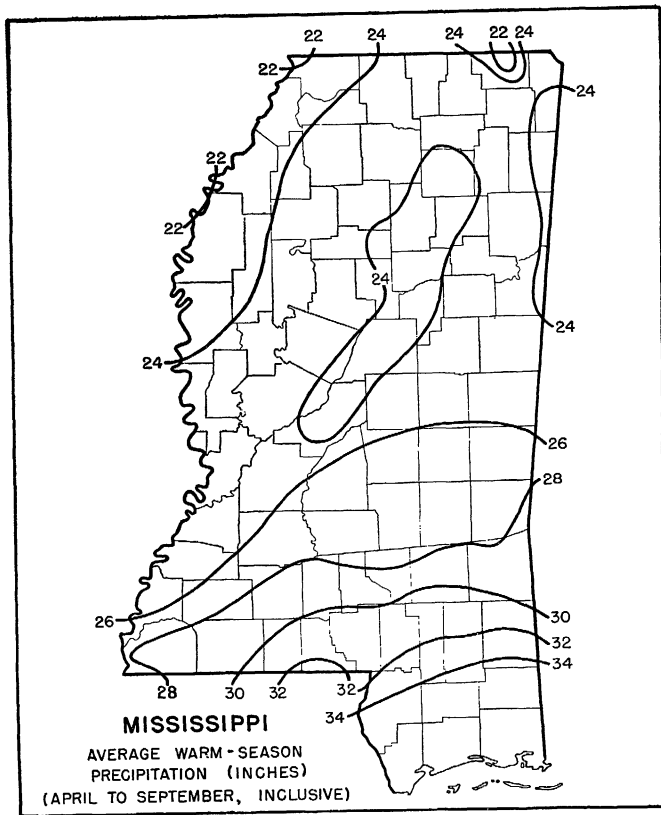 22 24 24 22 24
22
24
22
22
24
24
24
26
28
26
30
32
34
28 30 32 32
34
MISSISSIPPI
AVERAGE WARM-SEASON
PRECIPITATION (INCHES)
(APRIL TO SEPTEMBER, INCLUSIVE)